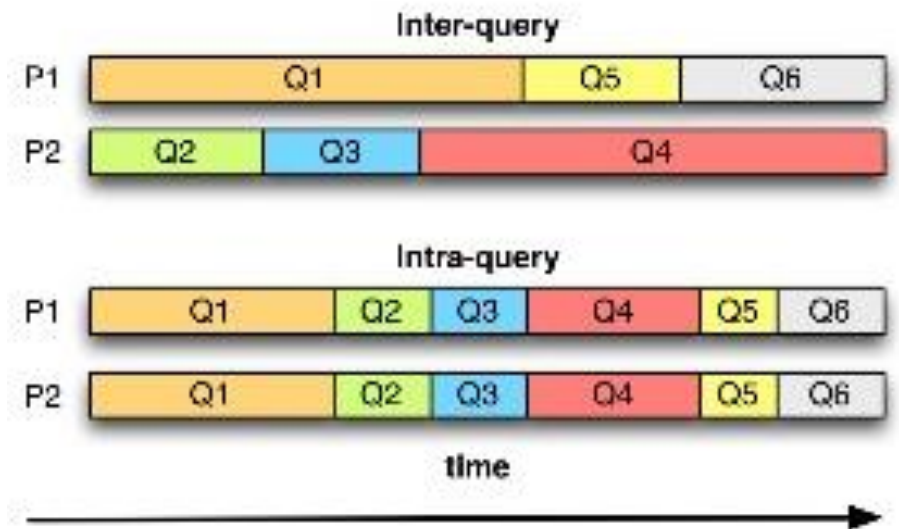 Inter-query
P1 Q1 Q5 Q6
P2 Q2 Q3 Q4
Intra-query
P1 Q1 Q2 Q3 Q4 Q5 Q6
P2 Q1 Q2 Q3 Q4 Q5 Q6
time